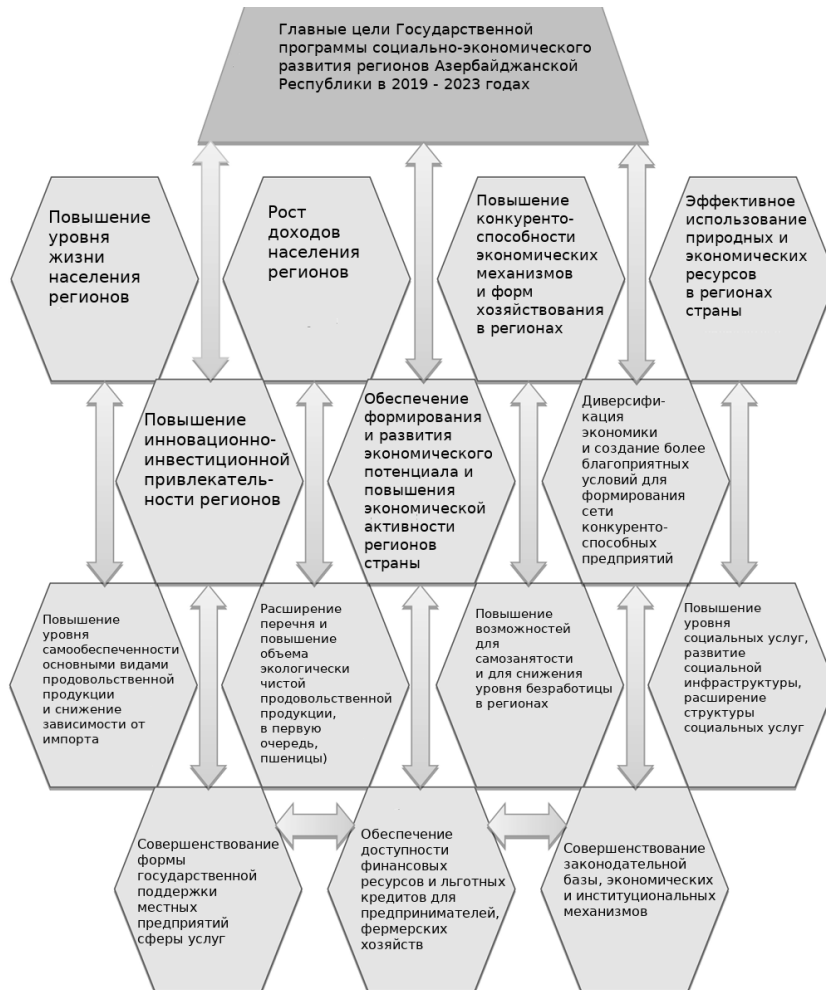 Главные цели Государственной
программы социально-экономического
развития регионов Азербайджанской
Республики в 2019 - 2023 годах
Повышение
уровня
жизни
населения
регионов
Рост
доходов
населения
регионов
Повышение
конкуренто-
способности
экономических
механизмов
и форм
хозяйствования
в регионах
Эффективное
использование
природных и
экономических
ресурсов
в регионах
страны
Повышение
инновационно-
инвестиционной
привлекатель-
ности регионов
Обеспечение
формирования
и развития
экономического
потенциала и
повышения
экономической
активности
регионов
страны
Диверсифи-
кация
экономики
и создание более
благоприятных
условий для
формирования
сети
конкуренто-
способных
предприятий
Повышение
уровня
самообеспеченности
основными видами
продовольственной
продукции
и снижение
зависимости от
импорта
Расширение
перечня и
повышение
объема
экологически
чистой
продовольственной
продукции,
в первую
очередь,
пшеницы)
Повышение
возможностей
для
самозанятости
и для снижения
уровня безработицы
в регионах
Повышение
уровня
социальных услуг,
развитие
социальной
инфраструктуры,
расширение
структуры
социальных услуг
Совершенствование
формы
государственной
поддержки
местных
предприятий
сферы услуг
Обеспечение
доступности
финансовых
ресурсов и льготных
кредитов для
предпринимателей,
фермерских
хозяйств
Совершенствование
законодательной
базы, экономических
и институциональных
механизмов